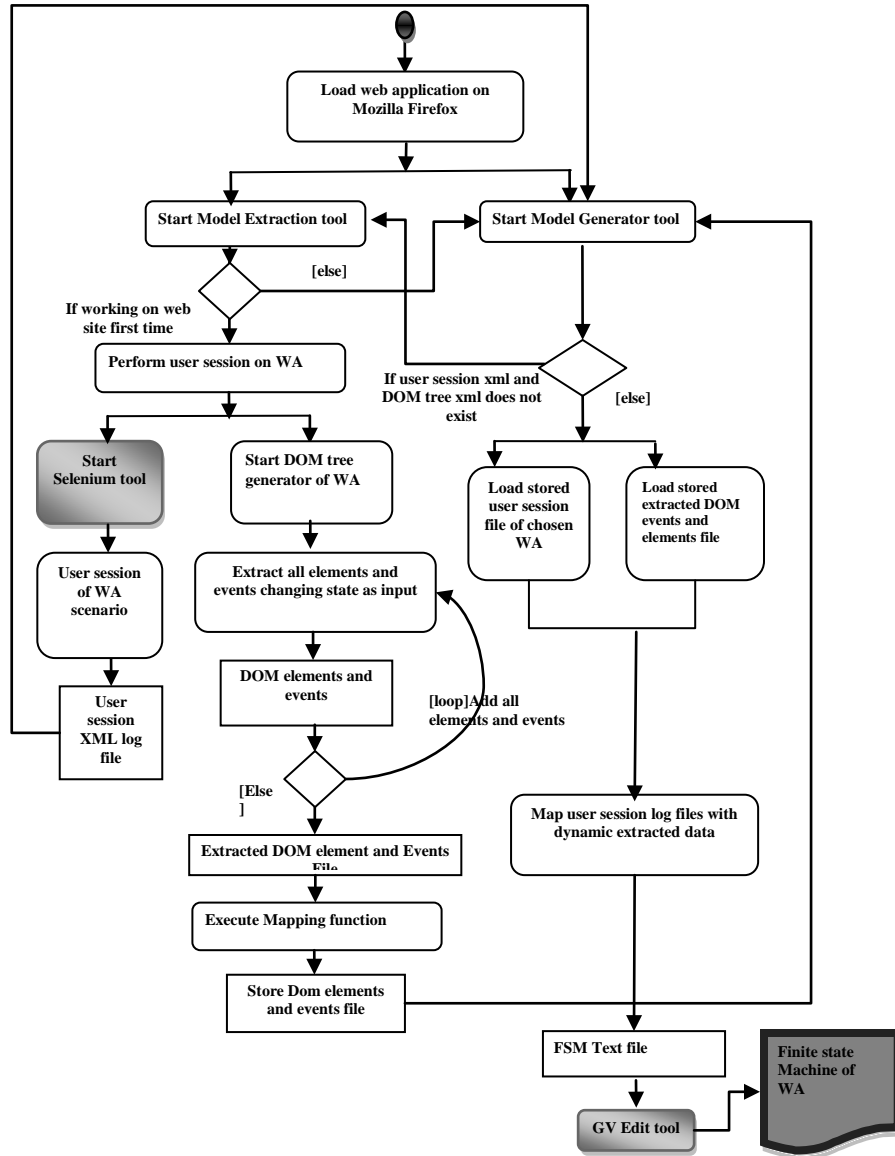 Load web application on
Mozilla Firefox
Start Model Extraction tool
Start Model Generator tool
[else]
If working on web
site first time
Perform user session on WA
If user session xml and
DOM tree xml does not
exist
[else]
Start
Selenium tool
Start DOM tree
generator of WA
Load stored
user session
file of chosen
WA
Load stored
extracted DOM
events and
elements file
User session
of WA
scenario
Extract all elements and
events changing state as input
DOM elements and
events
[loop]Add all
elements and events
User
session
XML log
file
[Else
]
Map user session log files with
dynamic extracted data
Extracted DOM element and Events
File
Execute Mapping function
Store Dom elements
and events file
FSM Text file
Finite state
Machine of
WA
GV Edit tool